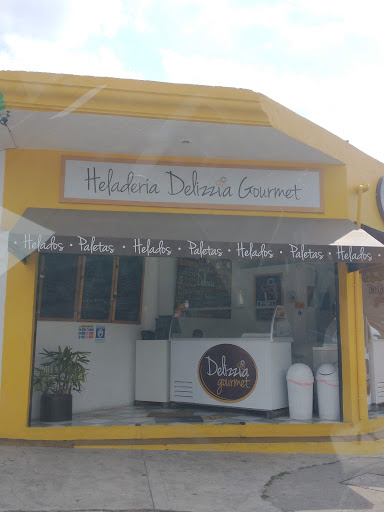 Heladería Delizzia Gourmet
• Helados • Paletas • Helados • Paletas • Helados • Paletas • Helados •
Delizzia
gourmet